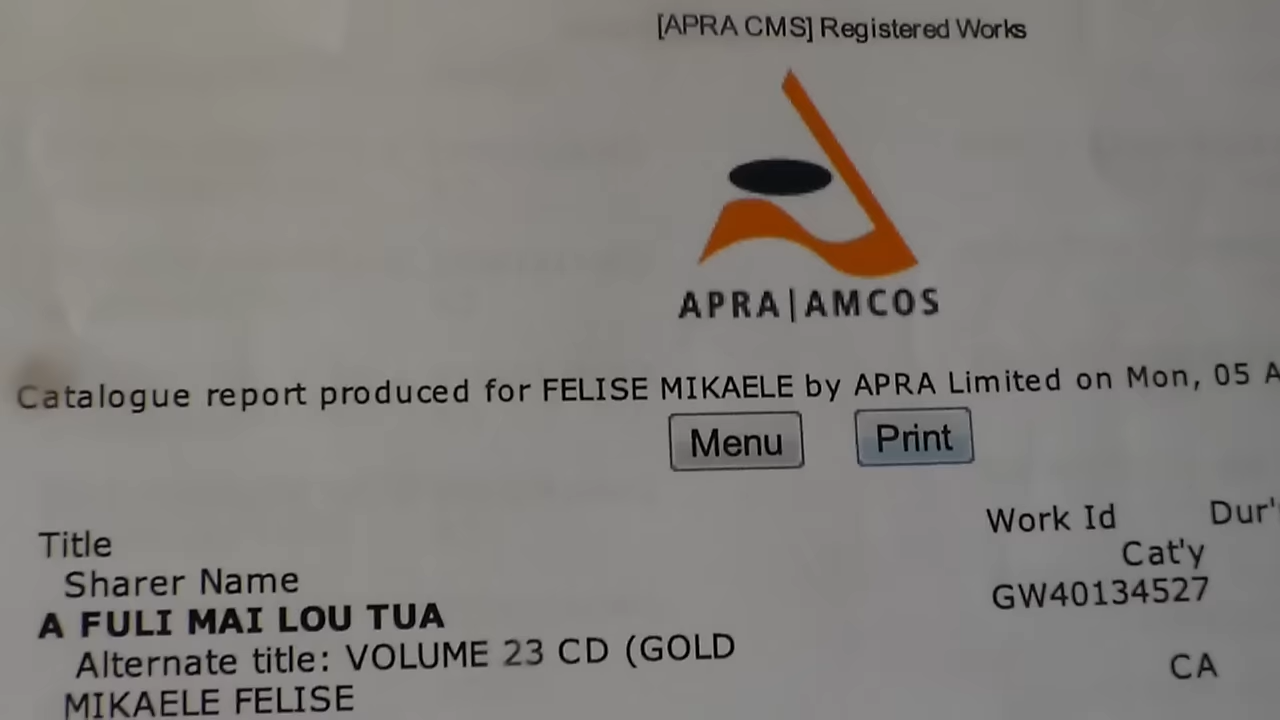 [APRA CMS] Registered Works
APRA|AMCOS
Catalogue report produced for FELISE MIKAELE by APRA Limited on Mon, 05 A
Menu Print
Title Work Id Dur'
Sharer Name Cat'y
A FULI MAI LOU TUA GW40134527
Alternate title: VOLUME 23 CD (GOLD
MIKAELE FELISE CA